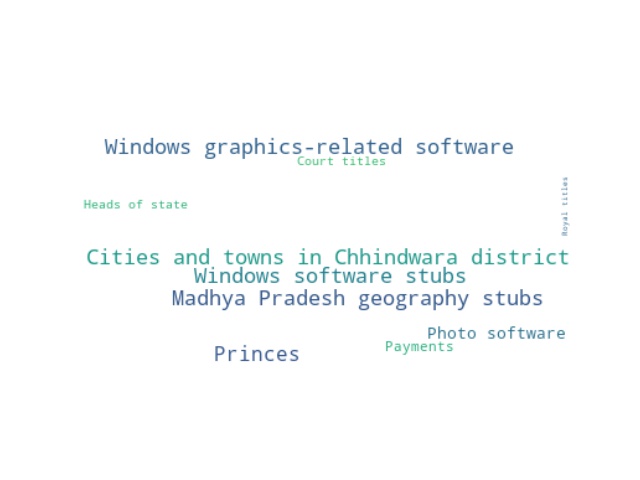 Windows graphics-related software
Court titles
Royal titles
Heads of state
Cities and towns in Chhindwara district
Windows software stubs
Madhya Pradesh geography stubs
Photo software
Payments
Princes